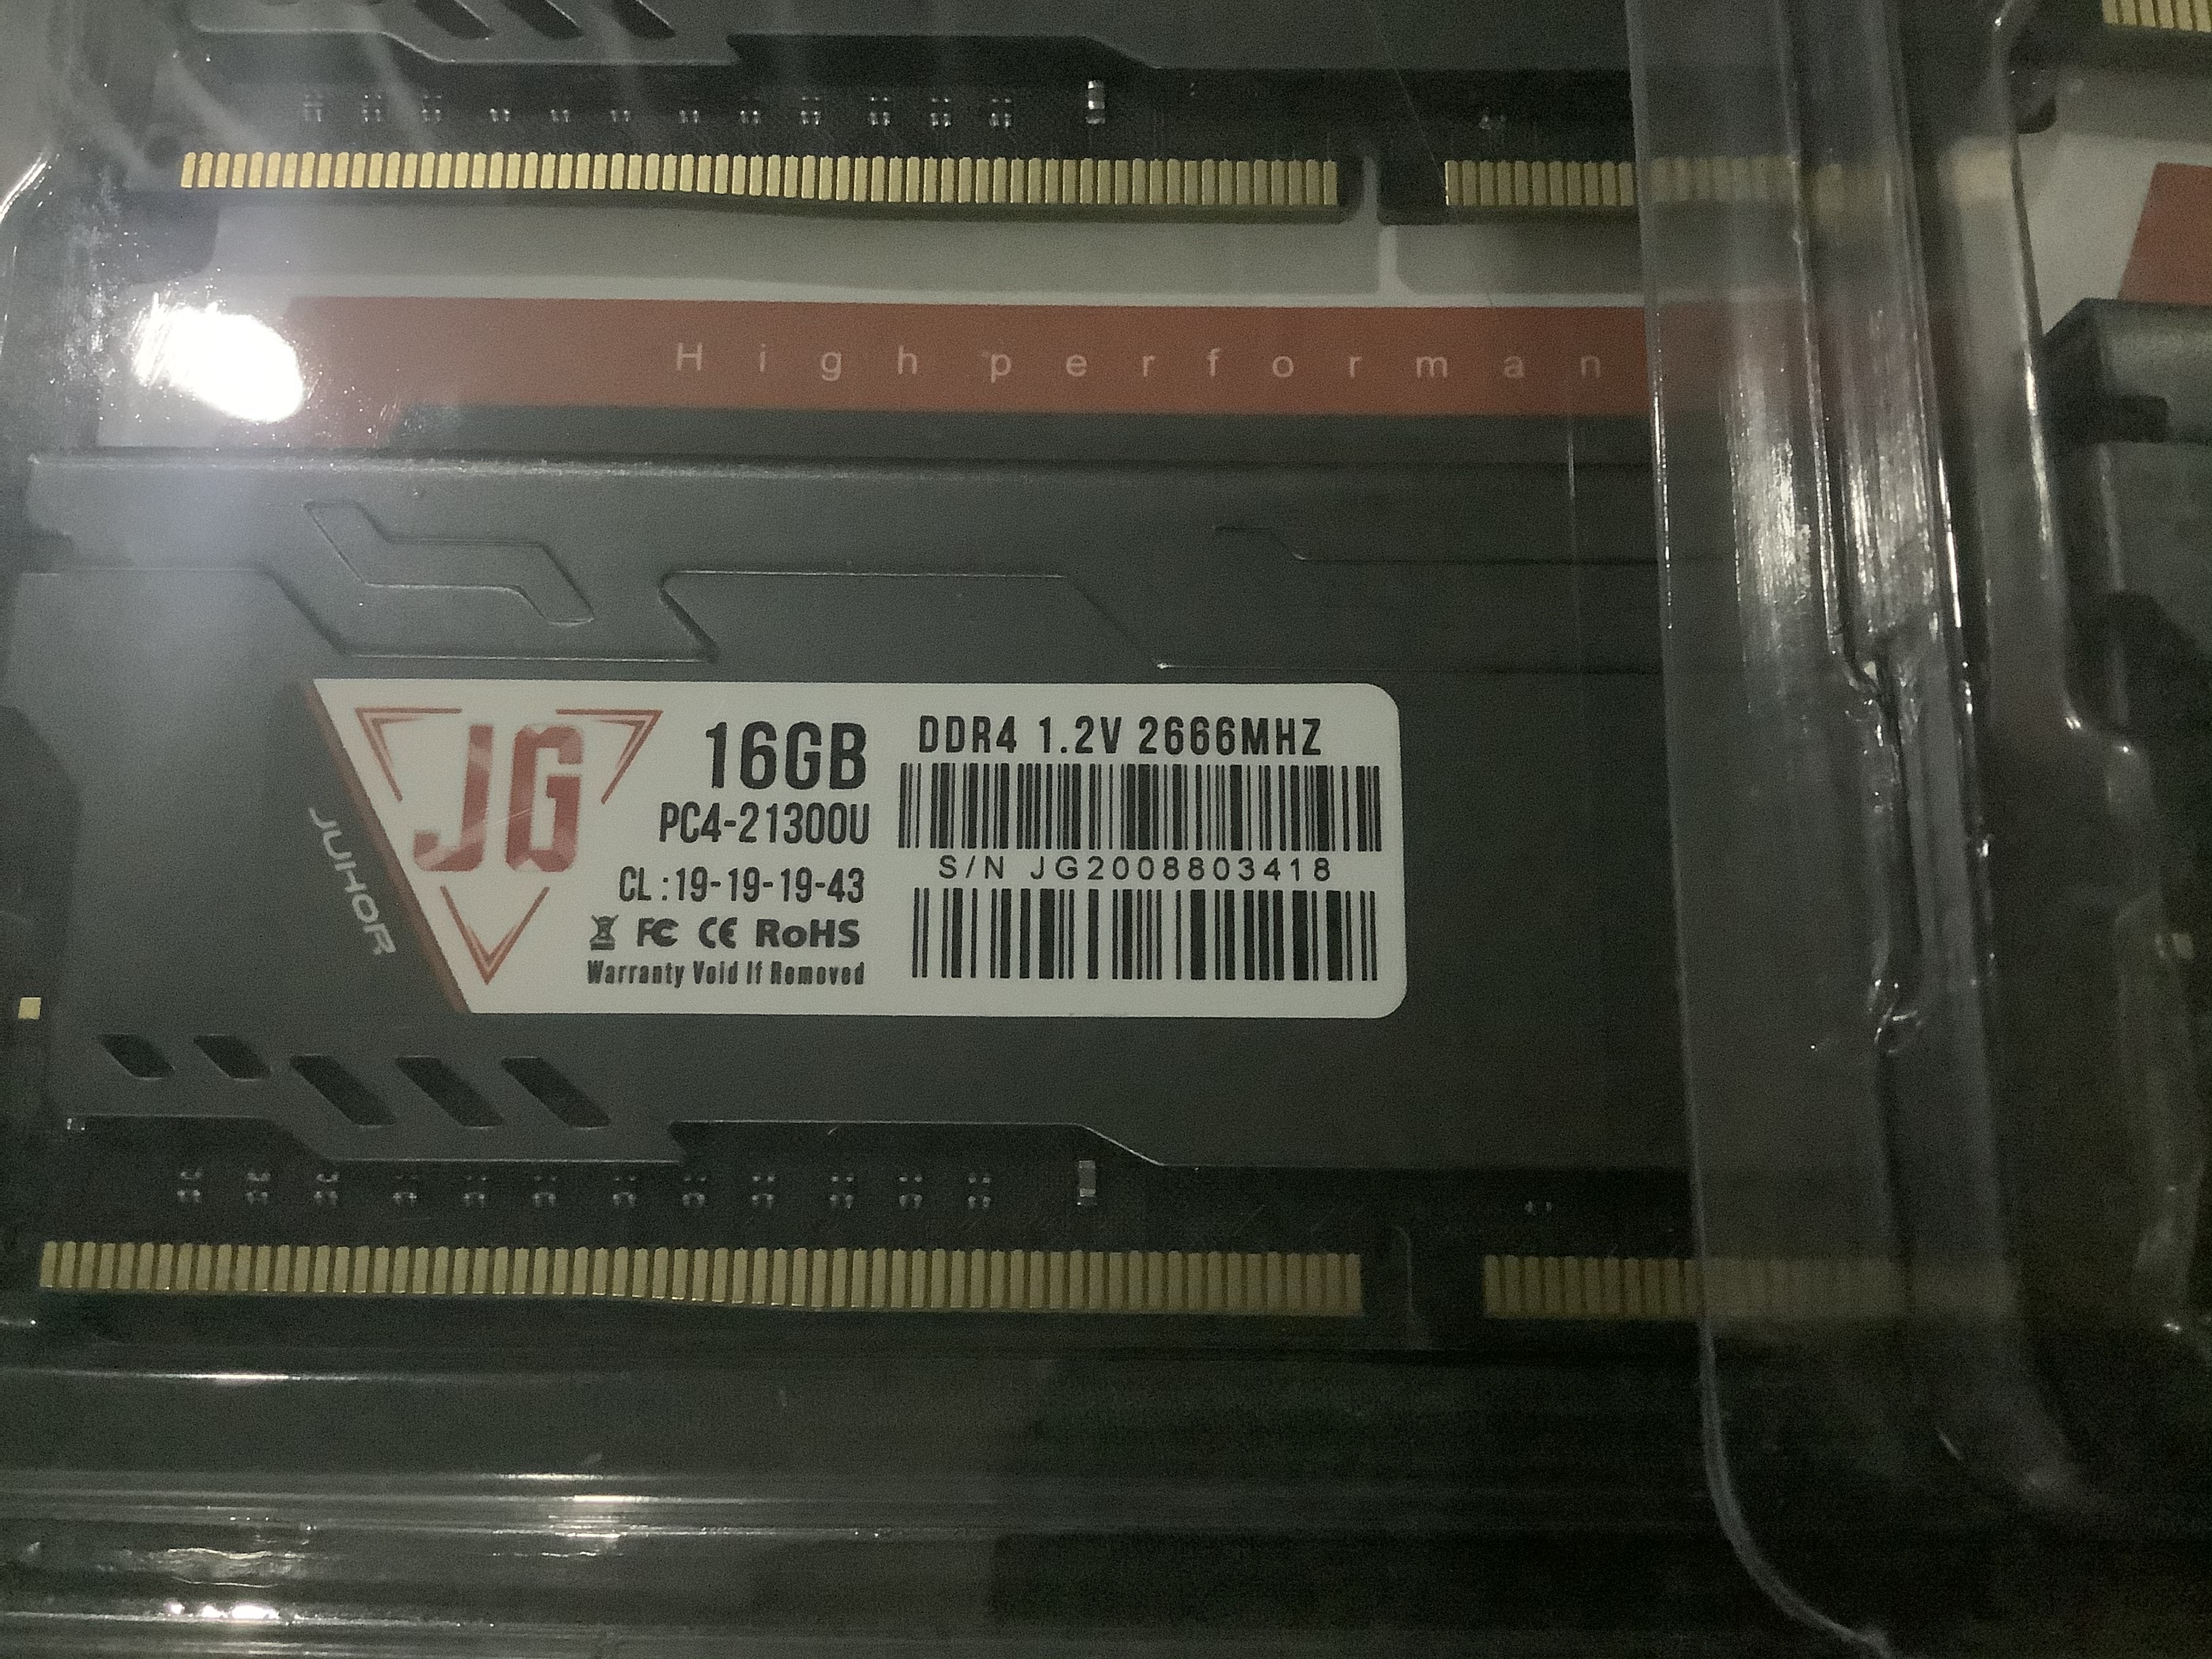 Highperforman
JG
JUHOR
16GB
PC4-21300U
CL :19-19-19-43
FC CE RoHS
Warranty Void If Removed
DDR4 1.2V 2666MHZ
S/N JG2008803418